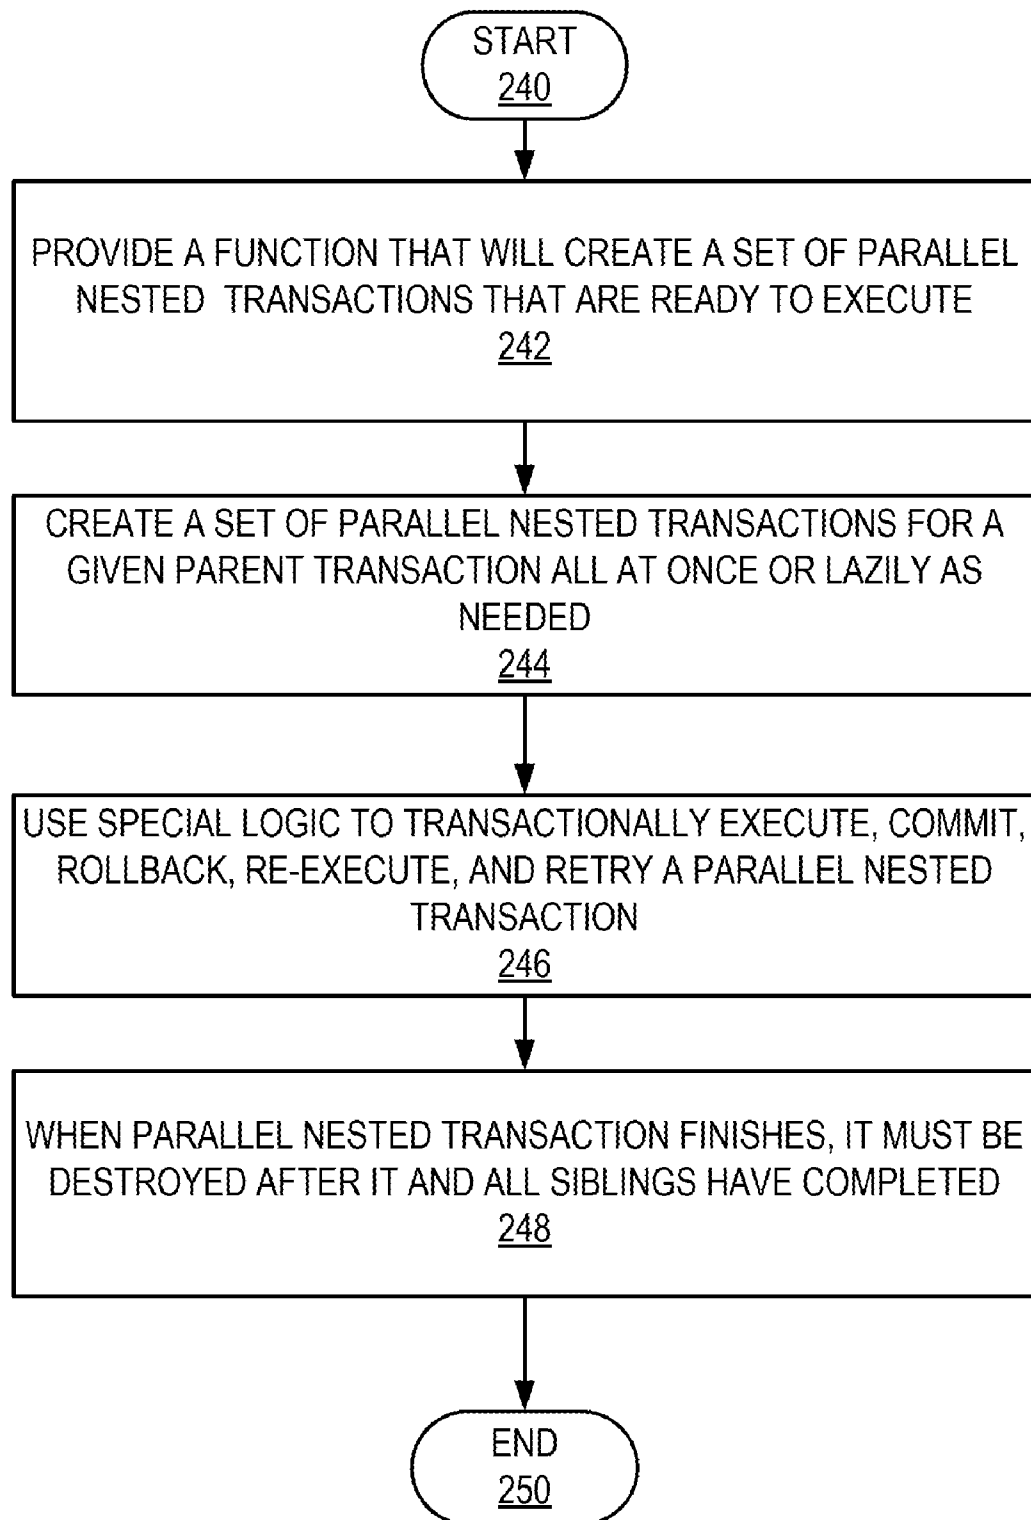 START
240
PROVIDE A FUNCTION THAT WILL CREATE A SET OF PARALLEL
NESTED TRANSACTIONS THAT ARE READY TO EXECUTE
242
CREATE A SET OF PARALLEL NESTED TRANSACTIONS FOR A
GIVEN PARENT TRANSACTION ALL AT ONCE OR LAZILY AS
NEEDED
244
USE SPECIAL LOGIC TO TRANSACTIONALLY EXECUTE, COMMIT,
ROLLBACK, RE-EXECUTE, AND RETRY A PARALLEL NESTED
TRANSACTION
246
WHEN PARALLEL NESTED TRANSACTION FINISHES, IT MUST BE
DESTROYED AFTER IT AND ALL SIBLINGS HAVE COMPLETED
248
END
250